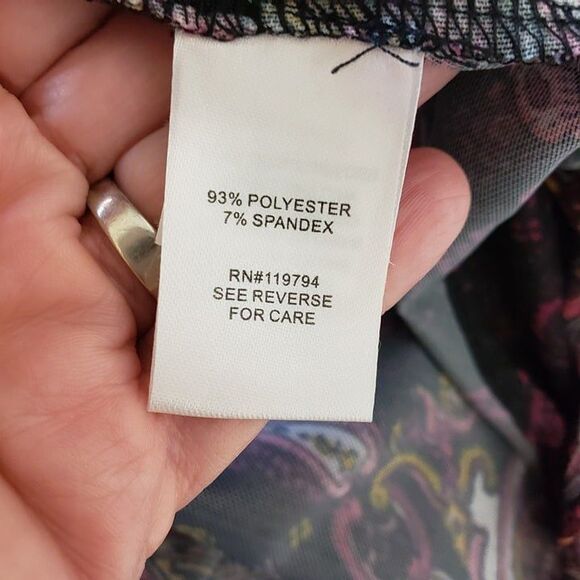 93% POLYESTER
7% SPANDEX
RN#119794
SEE REVERSE
FOR CARE